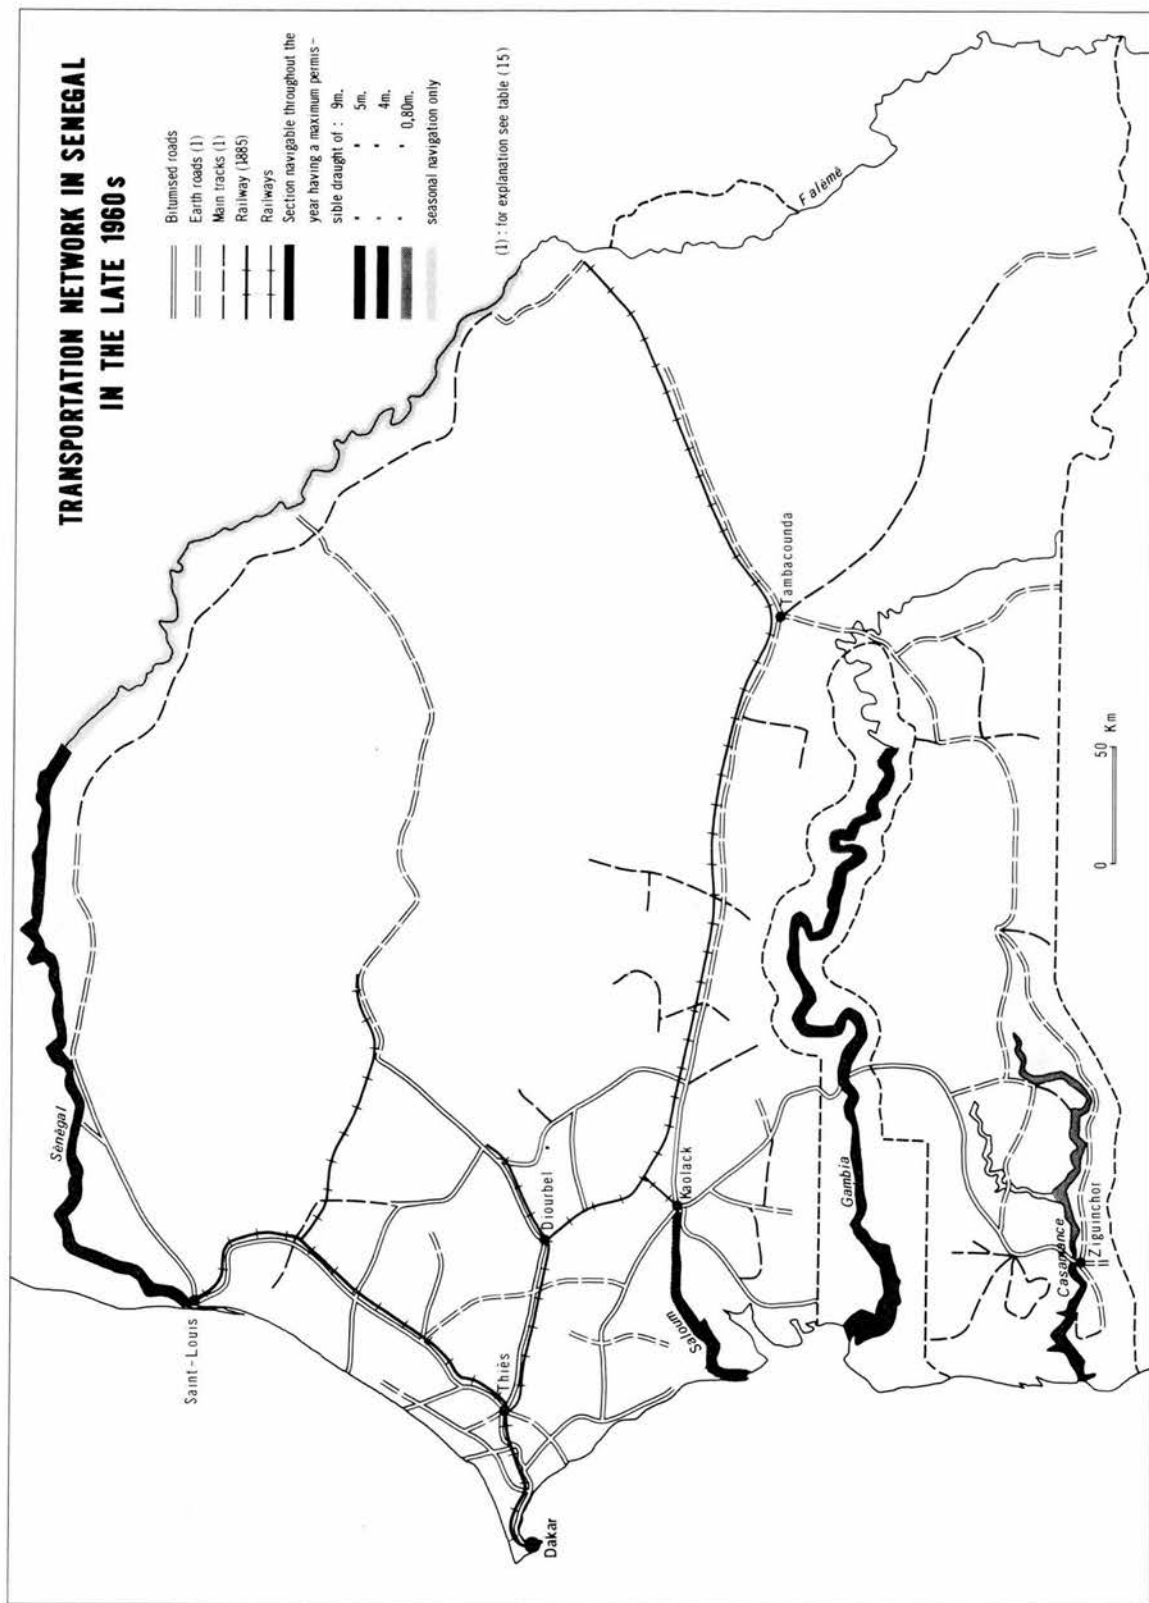 TRANSPORTATION NETWORK IN SENEGAL
IN THE LATE 1960s
Bitumised roads
Earth roads (1)
Main tracks (1)
Railway (1885)
Railways
Section navigable throughout the
year having a maximum permis-
sible draught of : 9m.
" " 5m.
" " 4m.
" " 0,80m.
seasonal navigation only
(1) : for explanation see table (15)
Sènègal
Saint-Louis
Falèmè
Thiès
Diourbel
Dakar
Kaolack
Tambacounda
Saloum
Gambia
Casamance
Ziguinchor
0 50 Km